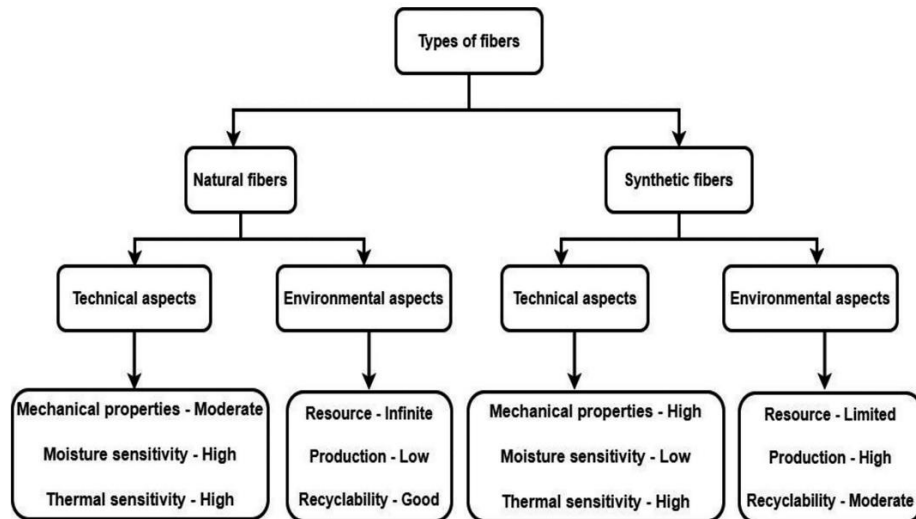 Types of fibers
Natural fibers
Synthetic fibers
Technical aspects
Environmental aspects
Technical aspects
Environmental aspects
Mechanical properties - Moderate
Moisture sensitivity - High
Thermal sensitivity - High
Resource - Infinite
Production - Low
Recyclability - Good
Mechanical properties - High
Moisture sensitivity - Low
Thermal sensitivity - High
Resource - Limited
Production - High
Recyclability - Moderate